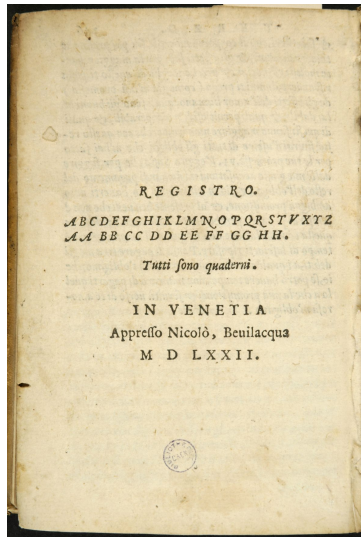 REGISTRO.
ABCDEFGHIKLMNOPQRSTVXYZ
AA BB CC DD EE FF GG HH.
Tutti ſono quaderni.
IN VENETIA
Appreſſo Nicolò, Beuilacqua
M D LXXII.